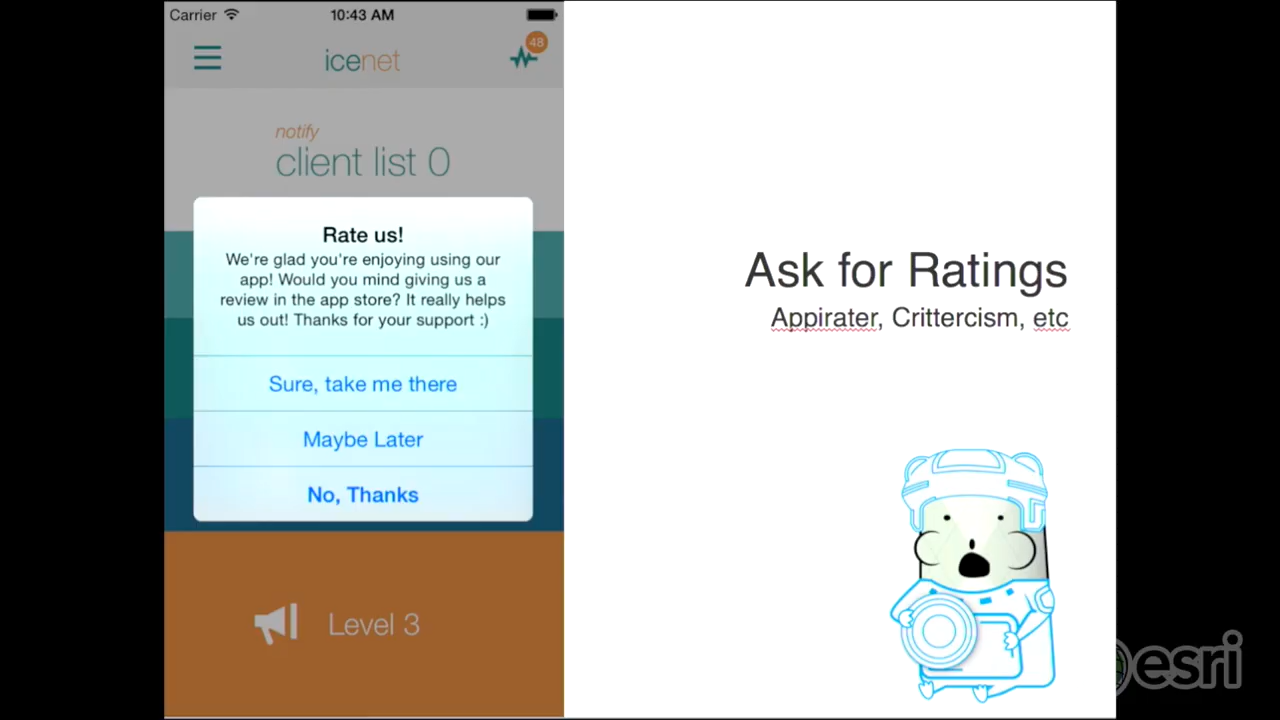 Carrier 10:43 AM
icenet
48
notify
client list 0
Rate us!
We're glad you're enjoying using our
app! Would you mind giving us a
review in the app store? It really helps
us out! Thanks for your support :)
Sure, take me there
Maybe Later
No, Thanks
Level 3
Ask for Ratings
Appirater, Crittercism, etc
esri